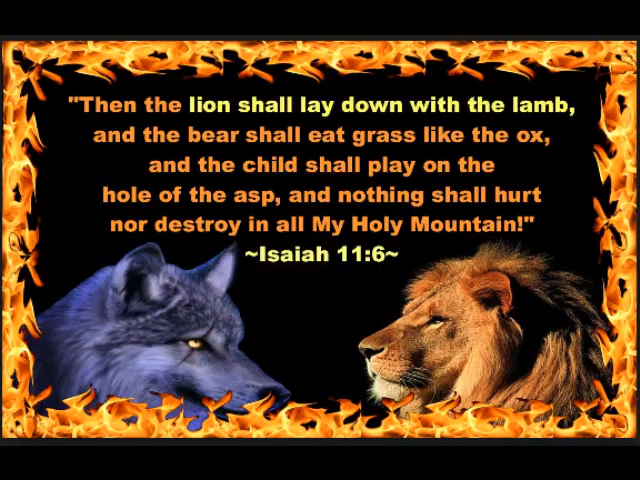 "Then the lion shall lay down with the lamb,
and the bear shall eat grass like the ox,
and the child shall play on the
hole of the asp, and nothing shall hurt
nor destroy in all My Holy Mountain!"
~Isaiah 11:6~